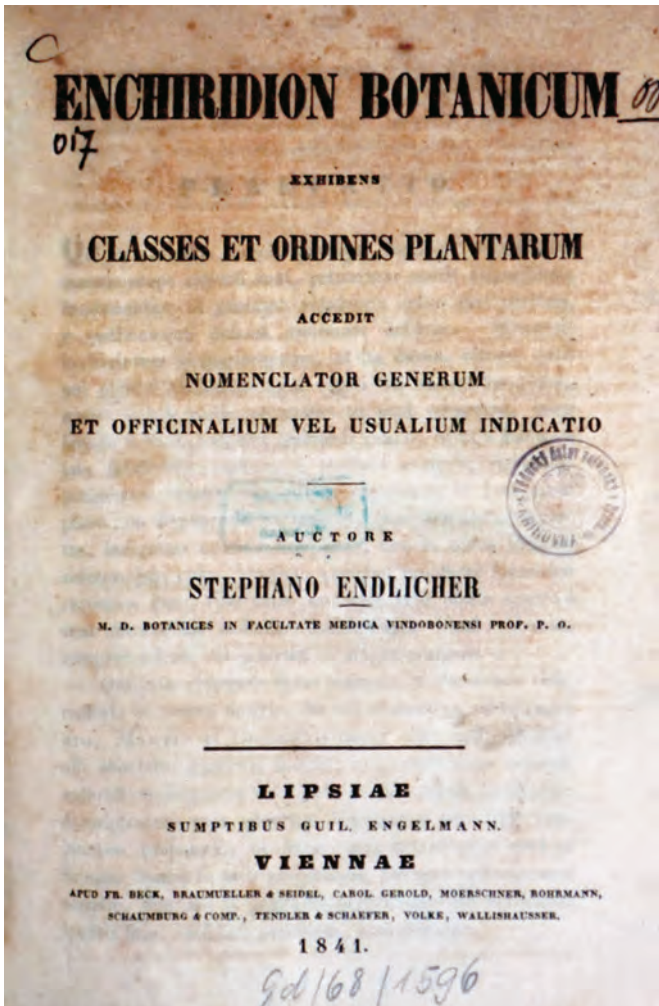 C
ENCHIRIDION BOTANICUM
017
EXHIBENS
CLASSES ET ORDINES PLANTARUM
ACCEDIT
NOMENCLATOR GENERUM
ET OFFICINALIUM VEL USUALIUM INDICATIO
KNIHOVNA
AUCTORE
STEPHANO ENDLICHER
M. D. BOTANICES IN FACULTATE MEDICA VINDOBONENSI PROF. P. O.
LIPSIAE
SUMPTIBUS GUIL. ENGELMANN.
VIENNAE
APUD FR. BECK, BRAUMUELLER & SEIDEL, CAROL. GEROLD, MOERSCHNER, ROHRMANN,
SCHAUMBURG & COMP., TENDLER & SCHAEFER, VOLKE, WALLISHAUSSER.
1841.
Gd/68/1596